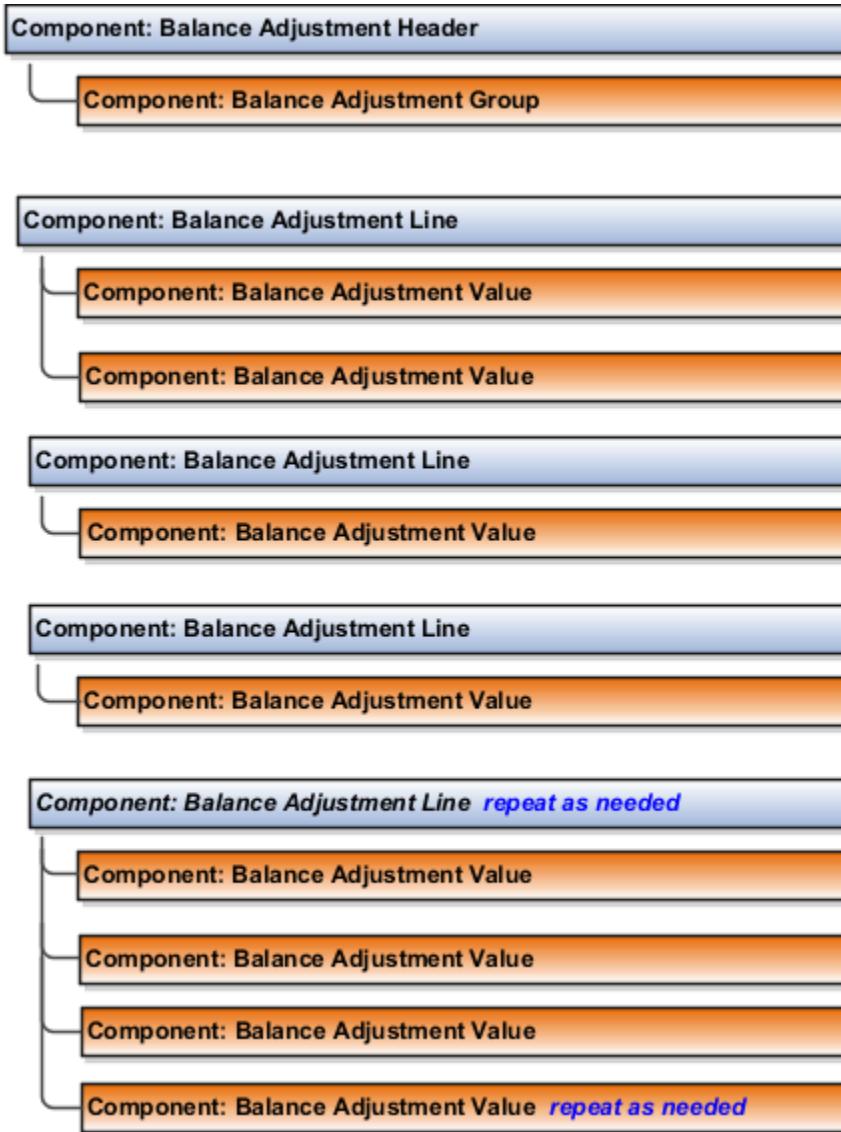 Component: Balance Adjustment Header
Component: Balance Adjustment Group
Component: Balance Adjustment Line
Component: Balance Adjustment Value
Component: Balance Adjustment Value
Component: Balance Adjustment Line
Component: Balance Adjustment Value
Component: Balance Adjustment Line
Component: Balance Adjustment Value
Component: Balance Adjustment Line repeat as needed
Component: Balance Adjustment Value
Component: Balance Adjustment Value
Component: Balance Adjustment Value
Component: Balance Adjustment Value repeat as needed